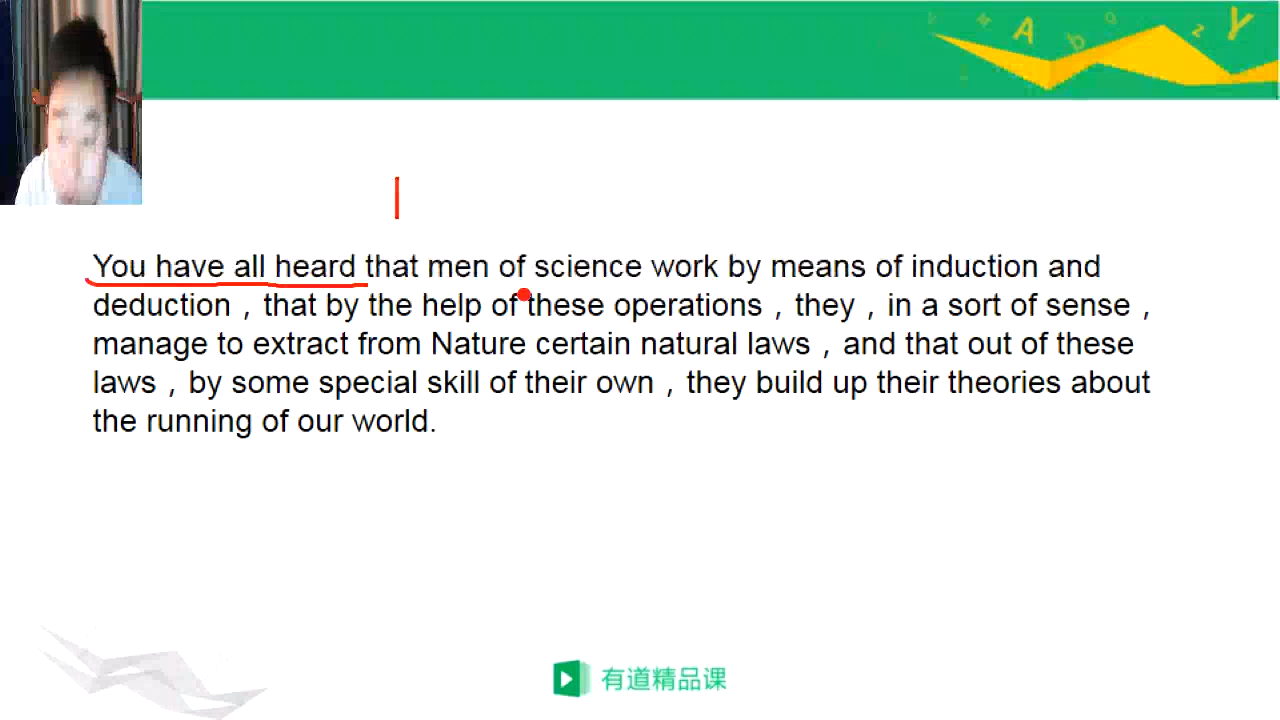 You have all heard that men of science work by means of induction and
deduction，that by the help of these operations，they，in a sort of sense，
manage to extract from Nature certain natural laws，and that out of these
laws，by some special skill of their own，they build up their theories about
the running of our world.
有道精品课